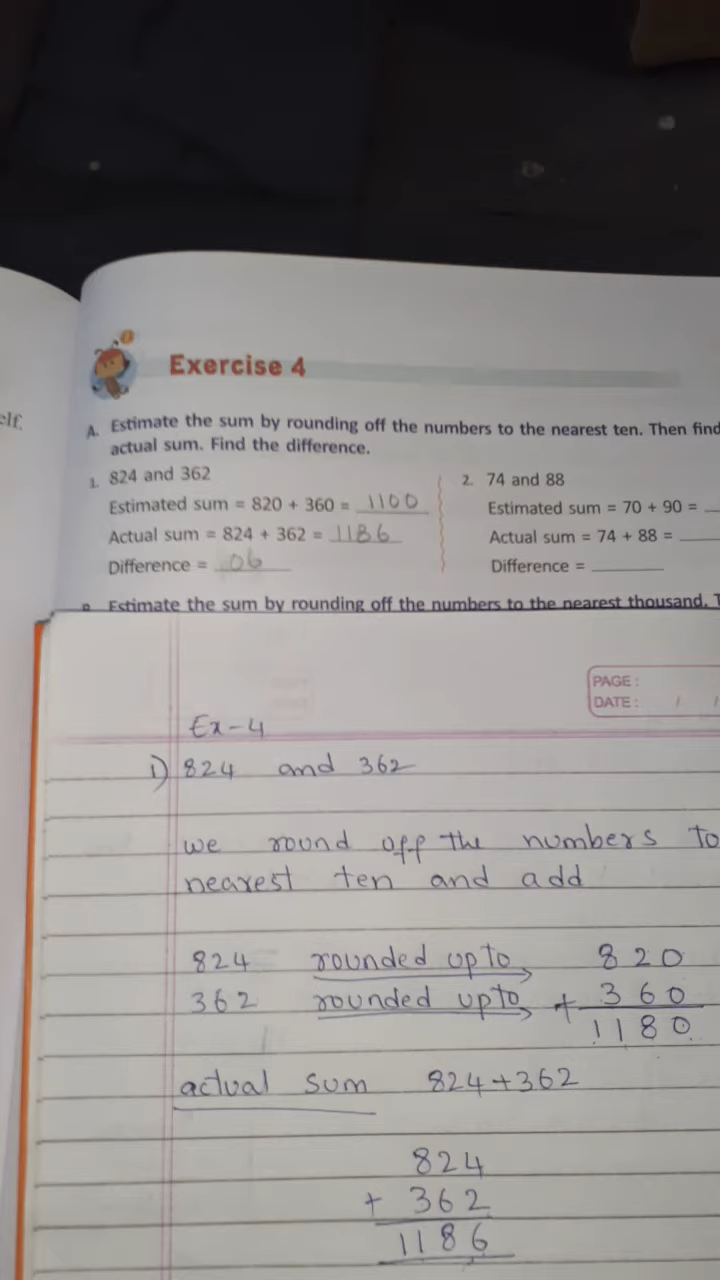 elf.
Exercise 4
A. Estimate the sum by rounding off the numbers to the nearest ten. Then find
actual sum. Find the difference.
1. 824 and 362
Estimated sum = 820 + 360 = 1100
Actual sum = 824 + 362 = 1186
Difference = 06
2. 74 and 88
Estimated sum = 70 + 90 =
Actual sum = 74 + 88 =
Difference =
B Estimate the sum by rounding off the numbers to the nearest thousand. T
PAGE :
DATE : / /
Ex-4
1) 824 and 362
we round off the numbers to
nearest ten and add
824 rounded upto 820
362 rounded upto + 360
1180
actual sum 824+362
824
+ 362
1186